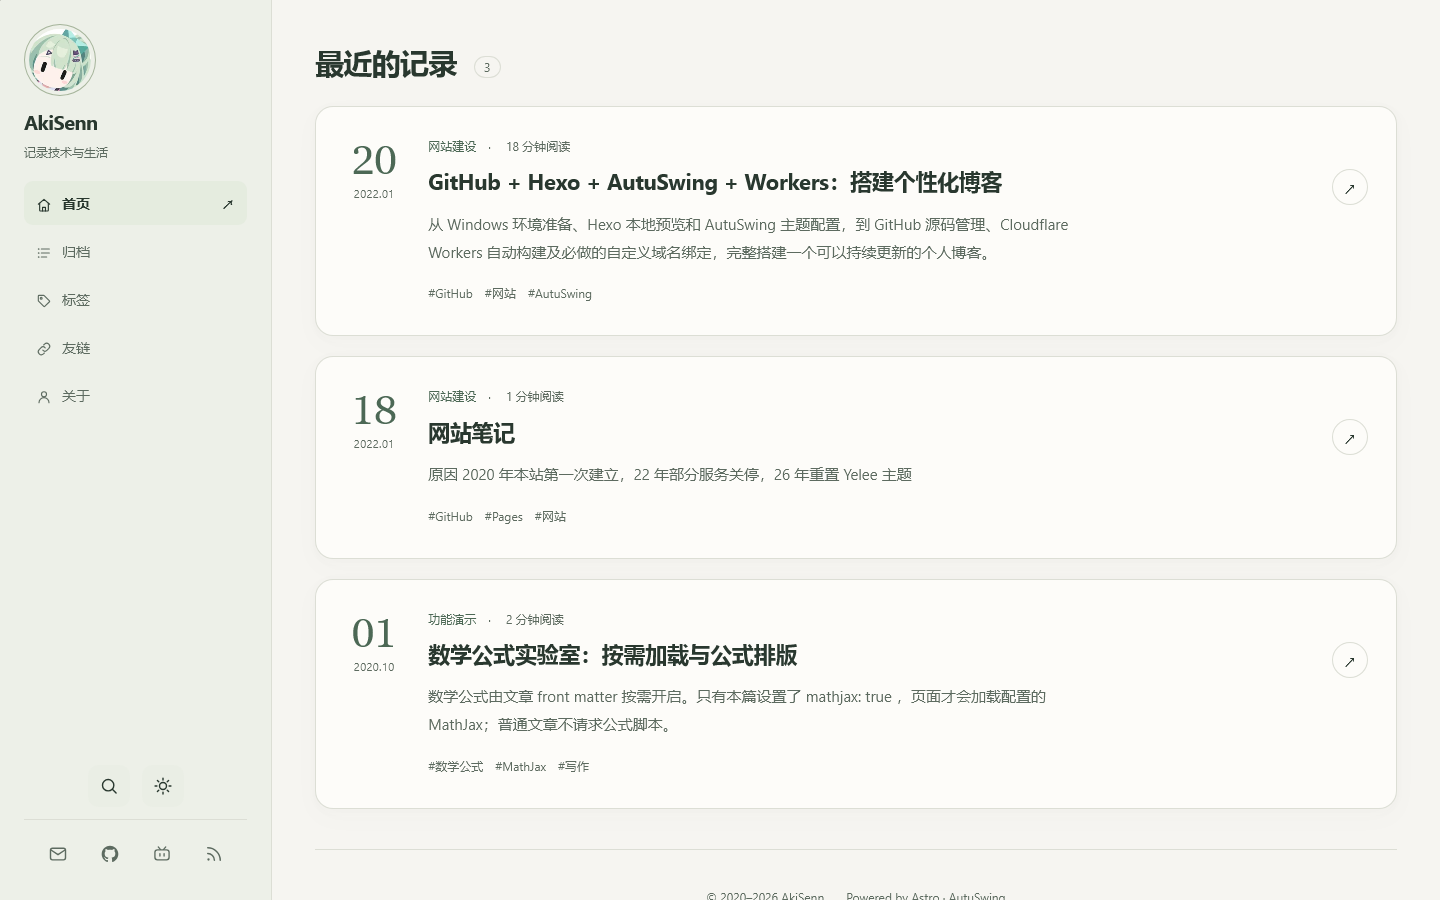 AkiSenn
记录技术与生活
首页
归档
标签
友链
关于
最近的记录 3
20
2022.01
网站建设 · 18 分钟阅读
GitHub + Hexo + AutuSwing + Workers：搭建个性化博客
从 Windows 环境准备、Hexo 本地预览和 AutuSwing 主题配置，到 GitHub 源码管理、Cloudflare
Workers 自动构建及必做的自定义域名绑定，完整搭建一个可以持续更新的个人博客。
#GitHub #网站 #AutuSwing
18
2022.01
网站建设 · 1 分钟阅读
网站笔记
原因 2020 年本站第一次建立，22 年部分服务关停，26 年重置 Yelee 主题
#GitHub #Pages #网站
01
2020.10
功能演示 · 2 分钟阅读
数学公式实验室：按需加载与公式排版
数学公式由文章 front matter 按需开启。只有本篇设置了 mathjax: true ，页面才会加载配置的
MathJax；普通文章不请求公式脚本。
#数学公式 #MathJax #写作
© 2020–2026 AkiSenn Powered by Astro · AutuSwing